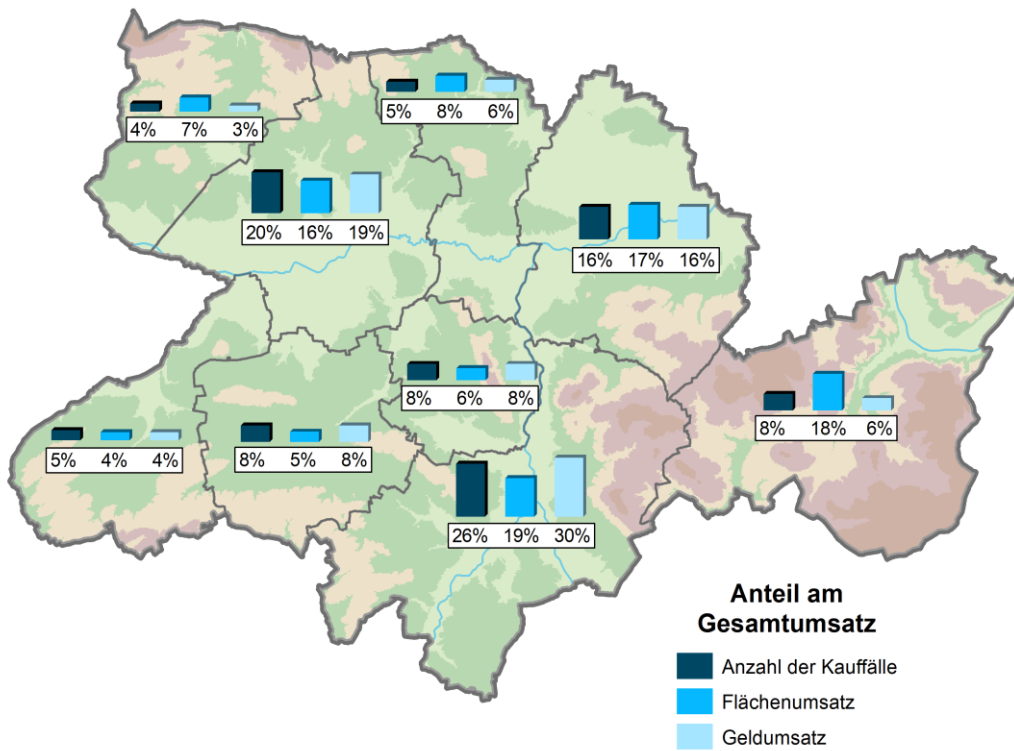 5% 8% 6%
4% 7% 3%
20% 16% 19%
16% 17% 16%
8% 6% 8%
8% 18% 6%
5% 4% 4%
8% 5% 8%
26% 19% 30%
Anteil am
Gesamtumsatz
Anzahl der Kauffälle
Flächenumsatz
Geldumsatz